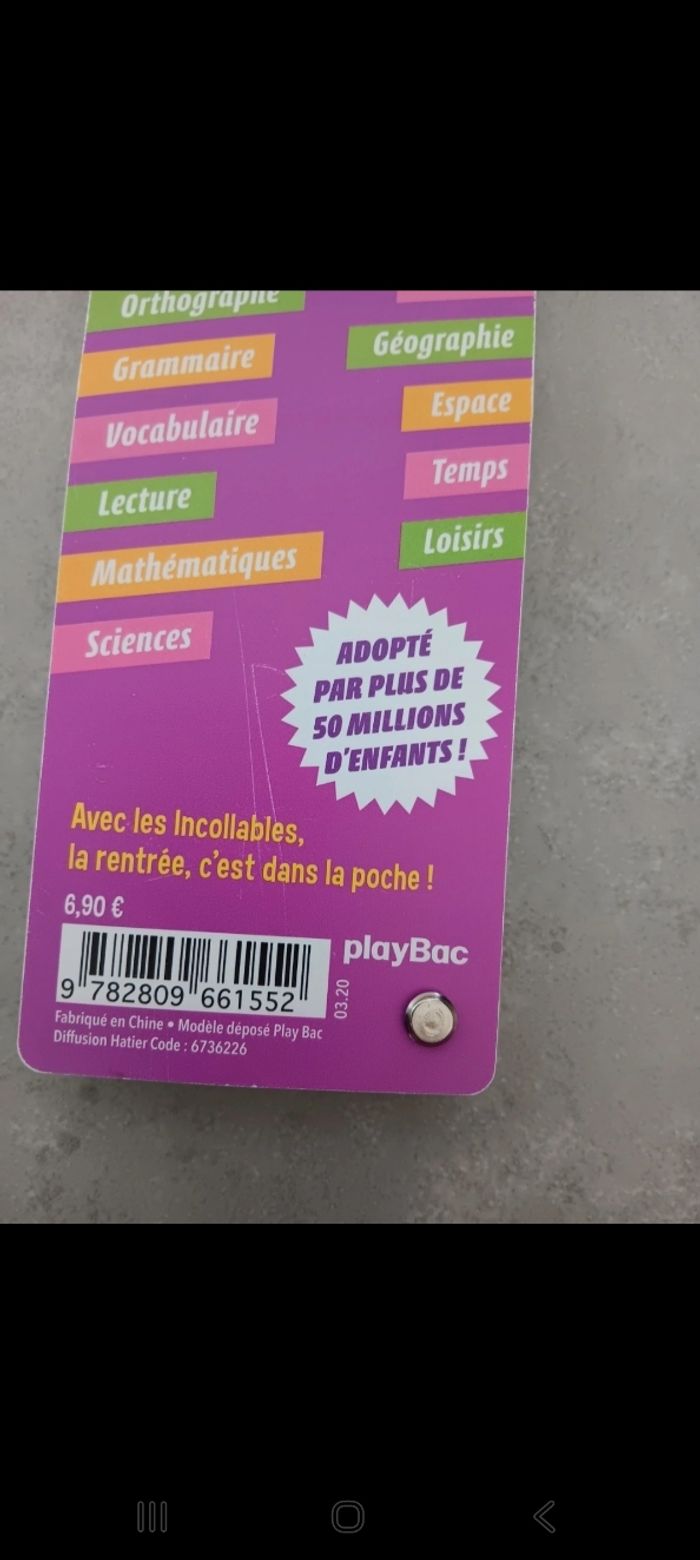 Orthographe
Grammaire
Vocabulaire
Lecture
Mathématiques
Sciences
Géographie
Espace
Temps
Loisirs
ADOPTÉ
PAR PLUS DE
50 MILLIONS
D'ENFANTS !
Avec les Incollables,
la rentrée, c'est dans la poche !
6,90 €
playBac
9 782809 661552
03.20
Fabriqué en Chine • Modèle déposé Play Bac
Diffusion Hatier Code : 6736226